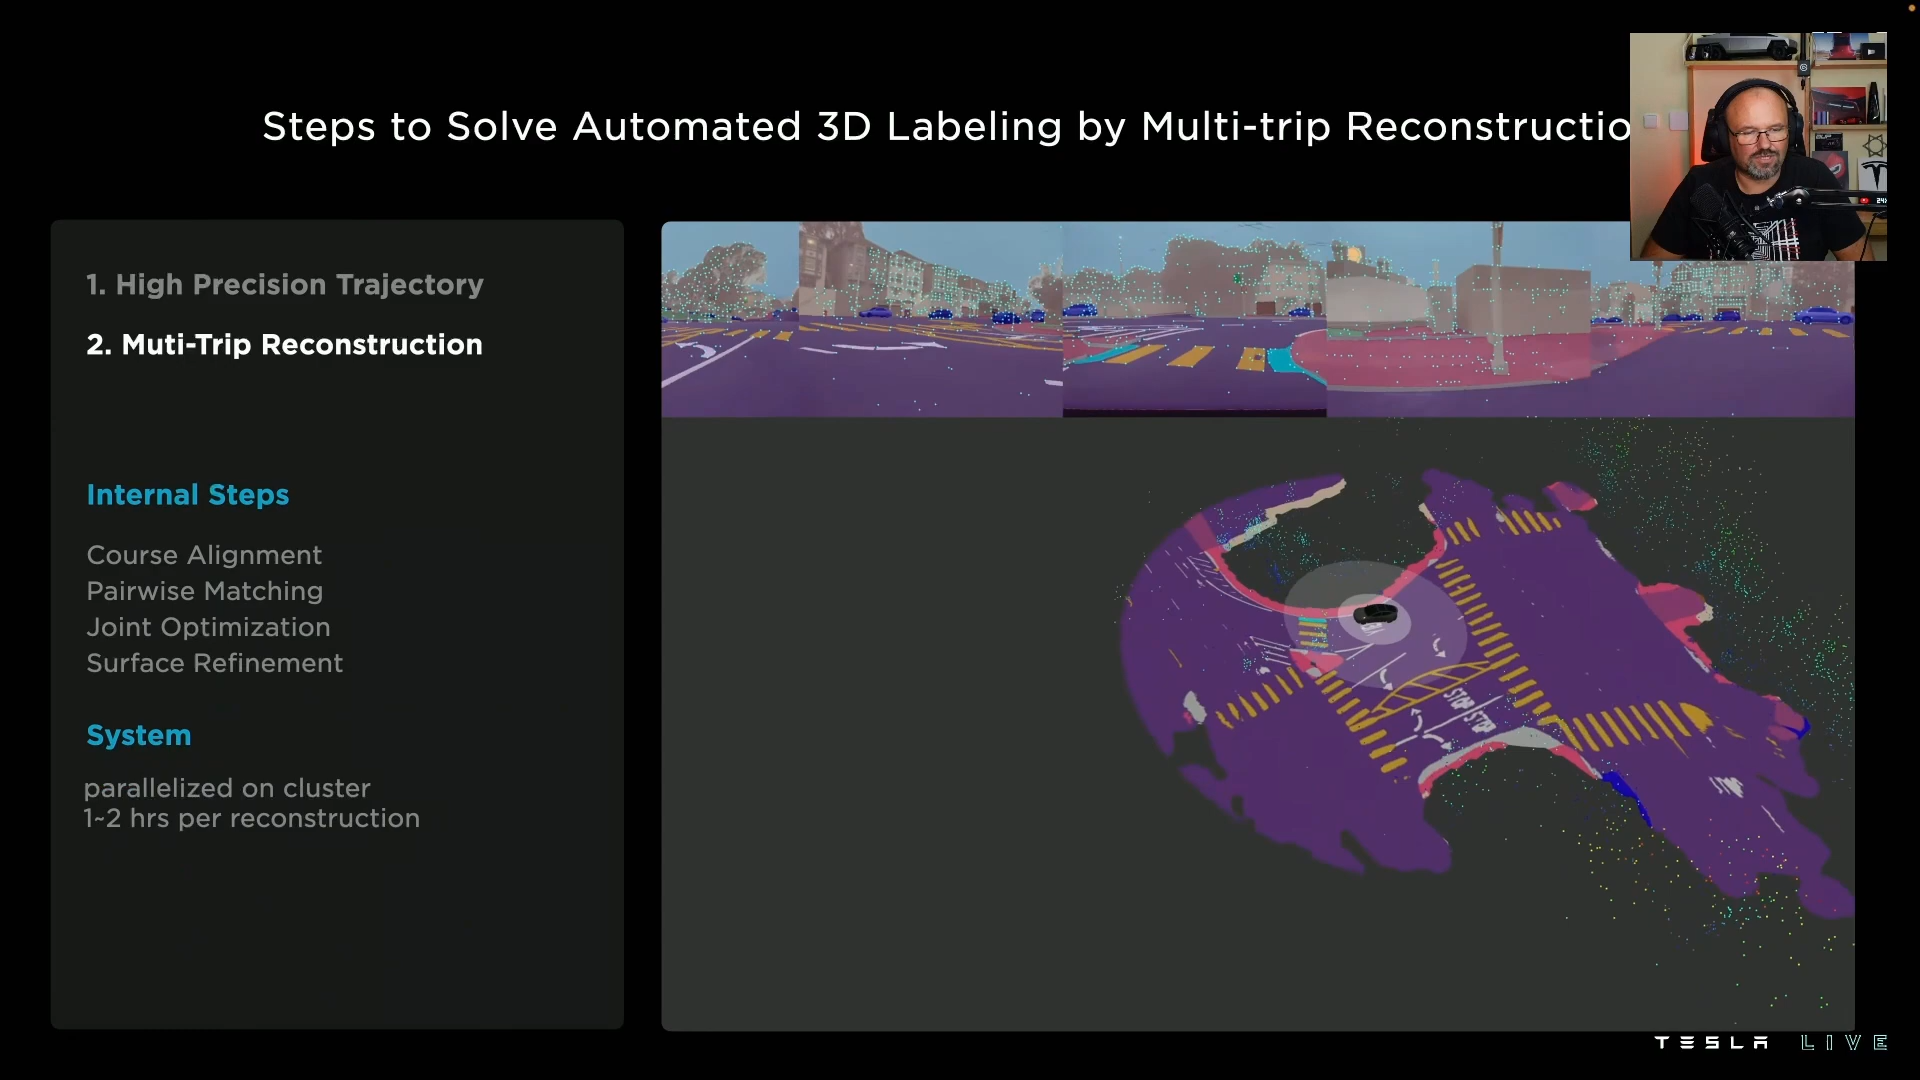 Steps to Solve Automated 3D Labeling by Multi-trip Reconstructio
1. High Precision Trajectory
2. Muti-Trip Reconstruction
Internal Steps
Course Alignment
Pairwise Matching
Joint Optimization
Surface Refinement
System
parallelized on cluster
1~2 hrs per reconstruction
STOP STOP
TESLA LIVE